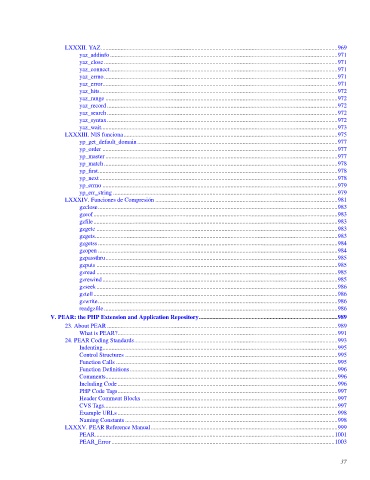 LXXXII. YAZ ........ 969
yaz_addinfo ........ 971
yaz_close ........ 971
yaz_connect ........ 971
yaz_errno ........ 971
yaz_error ........ 971
yaz_hits ........ 972
yaz_range ........ 972
yaz_record ........ 972
yaz_search ........ 972
yaz_syntax ........ 972
yaz_wait ........ 973
LXXXIII. NIS funciona ........ 975
yp_get_default_domain ........ 977
yp_order ........ 977
yp_master ........ 977
yp_match ........ 978
yp_first ........ 978
yp_next ........ 978
yp_errno ........ 979
yp_err_string ........ 979
LXXXIV. Funciones de Compresión ........ 981
gzclose ........ 983
gzeof ........ 983
gzfile ........ 983
gzgetc ........ 983
gzgets ........ 983
gzgetss ........ 984
gzopen ........ 984
gzpassthru ........ 985
gzputs ........ 985
gzread ........ 985
gzrewind ........ 985
gzseek ........ 986
gztell ........ 986
gzwrite ........ 986
readgzfile ........ 986
V. PEAR: the PHP Extension and Application Repository ........ 989
23. About PEAR ........ 989
What is PEAR? ........ 991
24. PEAR Coding Standards ........ 993
Indenting ........ 995
Control Structures ........ 995
Function Calls ........ 995
Function Definitions ........ 996
Comments ........ 996
Including Code ........ 996
PHP Code Tags ........ 997
Header Comment Blocks ........ 997
CVS Tags ........ 997
Example URLs ........ 998
Naming Constants ........ 998
LXXXV. PEAR Reference Manual ........ 999
PEAR ........ 1001
PEAR_Error ........ 1003
37